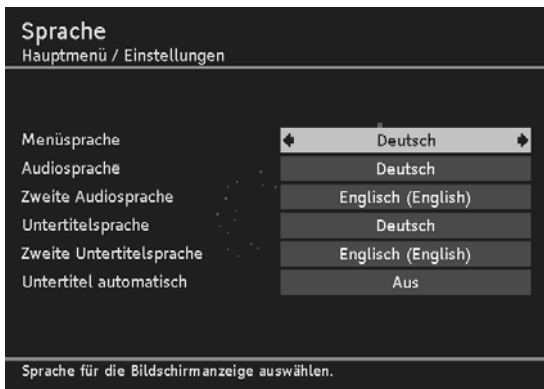 Sprache
Hauptmenü / Einstellungen
Menüsprache Deutsch
Audiosprache Deutsch
Zweite Audiosprache Englisch (English)
Untertitelsprache Deutsch
Zweite Untertitelsprache Englisch (English)
Untertitel automatisch Aus
Sprache für die Bildschirmanzeige auswählen.